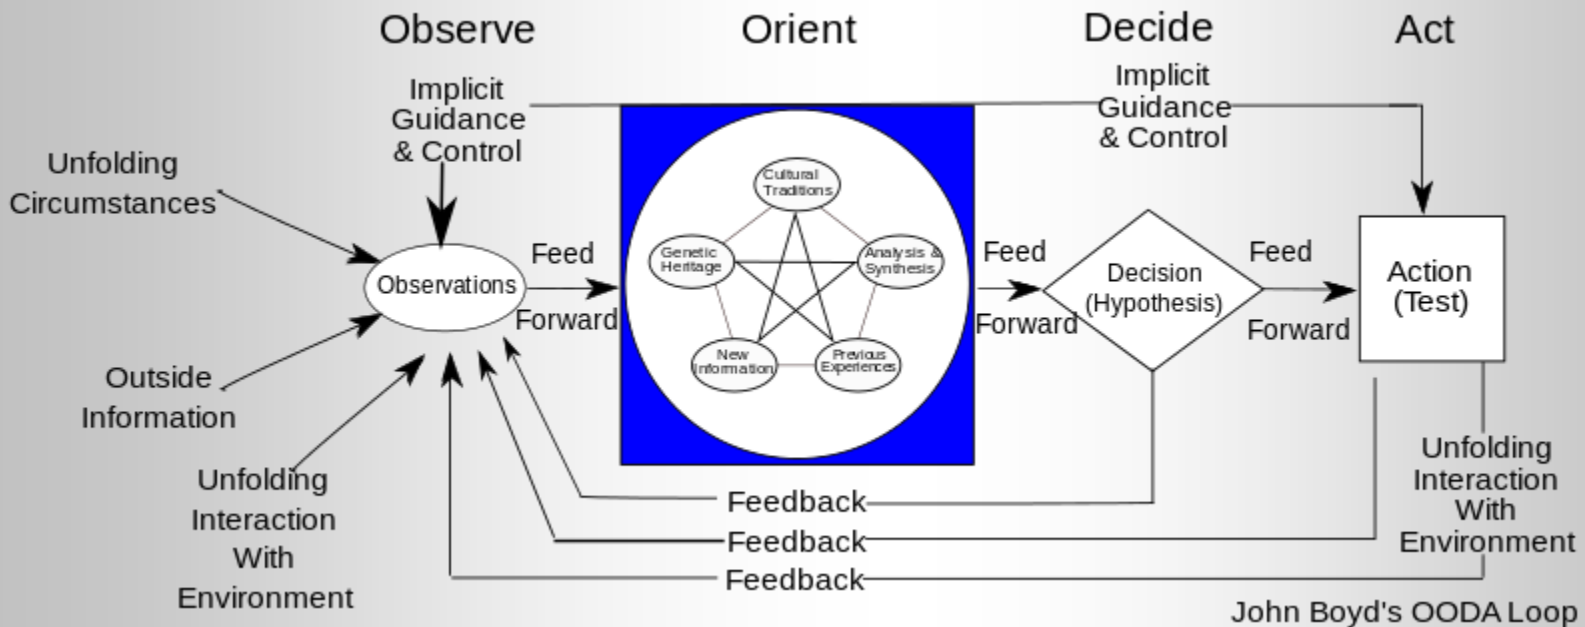 Observe
Orient
Decide
Act
Implicit
Guidance
& Control
Implicit
Guidance
& Control
Unfolding
Circumstances
Observations
Feed
Forward
Cultural
Traditions
Genetic
Heritage
Analysis &
Synthesis
New
Information
Previous
Experiences
Feed
Forward
Decision
(Hypothesis)
Feed
Forward
Action
(Test)
Outside
Information
Unfolding
Interaction
With
Environment
Unfolding
Interaction
With
Environment
Feedback
Feedback
Feedback
John Boyd's OODA Loop